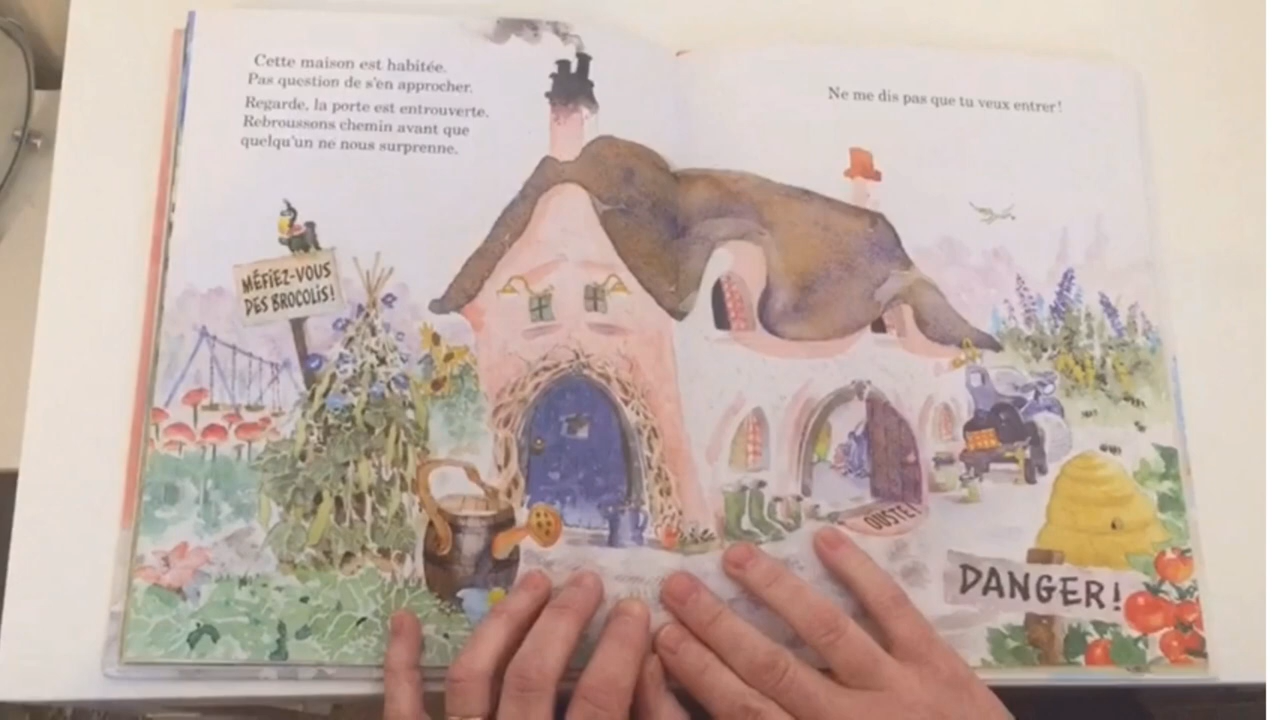 Cette maison est habitée.
Pas question de s'en approcher.
Regarde, la porte est entrouverte.
Rebroussons chemin avant que
quelqu'un ne nous surprenne.
Ne me dis pas que tu veux entrer !
MÉFIEZ-VOUS
DES BROCOLIS!
OUSTE!
DANGER!